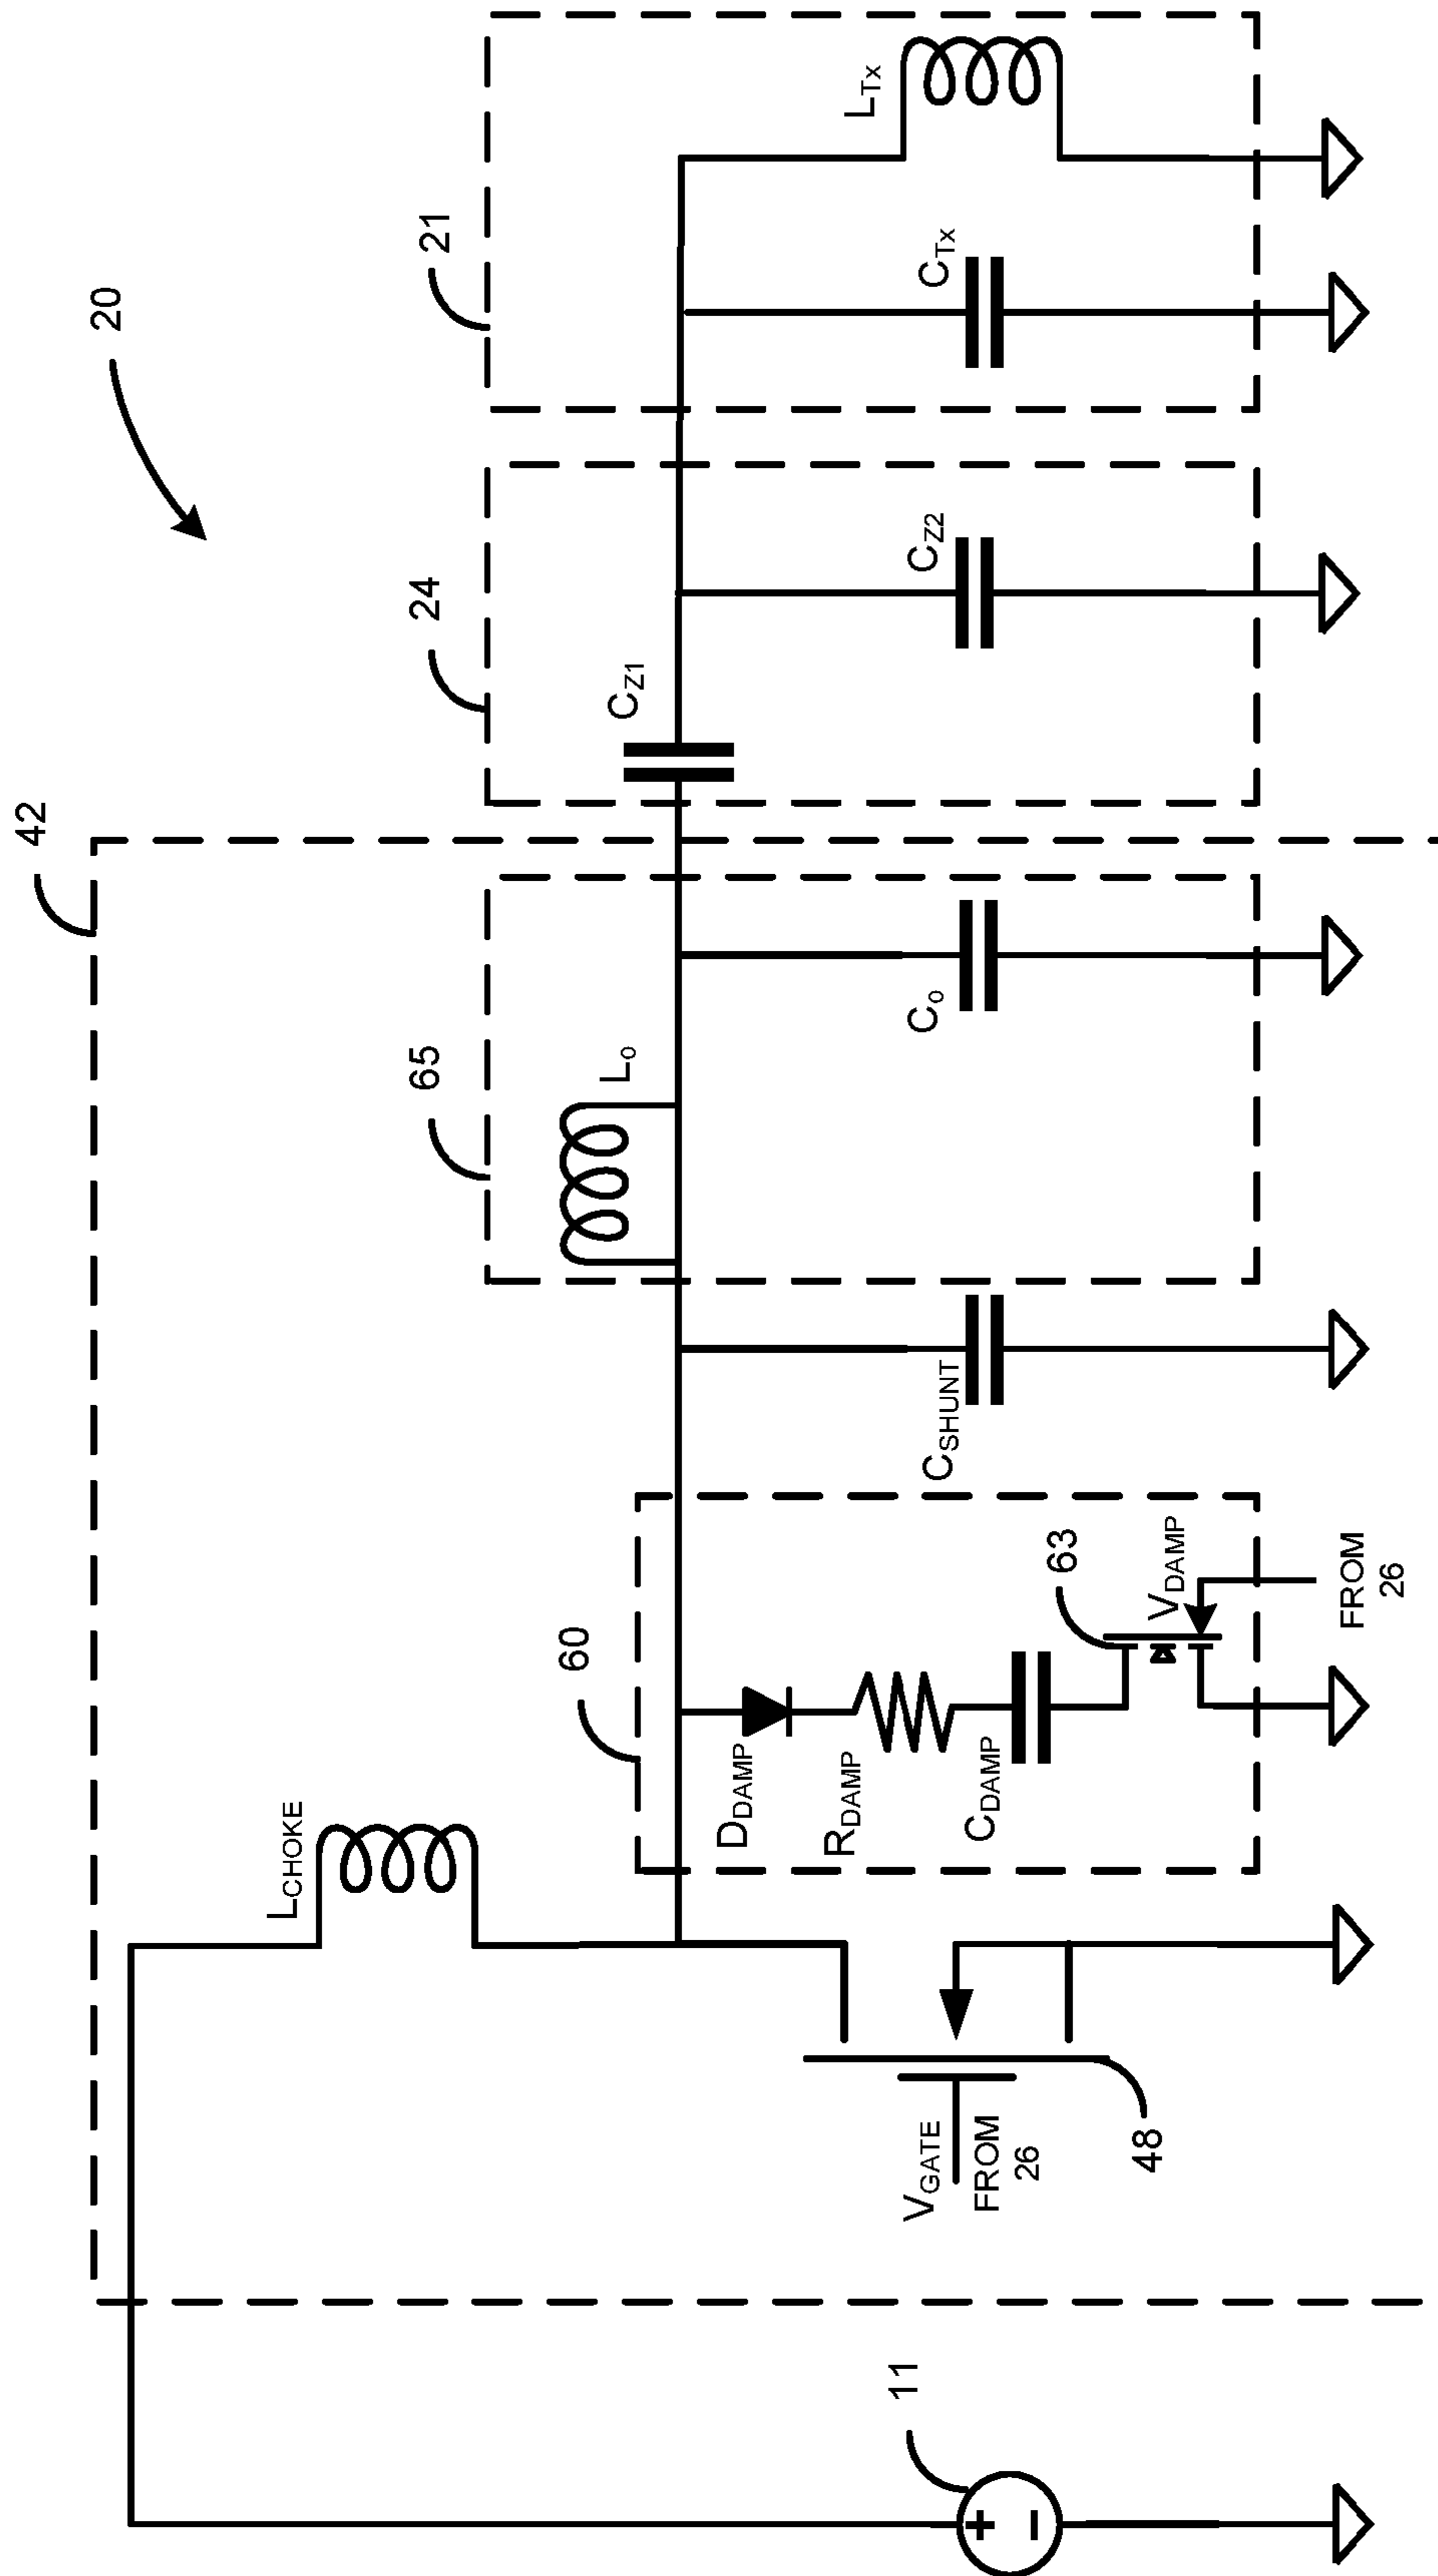 20
42
21
24
65
60
11
L_CHOKE
L_o
C_Z1
L_Tx
C_Tx
C_Z2
C_o
C_SHUNT
D_DAMP
R_DAMP
C_DAMP
63
V_DAMP
FROM
26
V_GATE
FROM
26
48
+
−